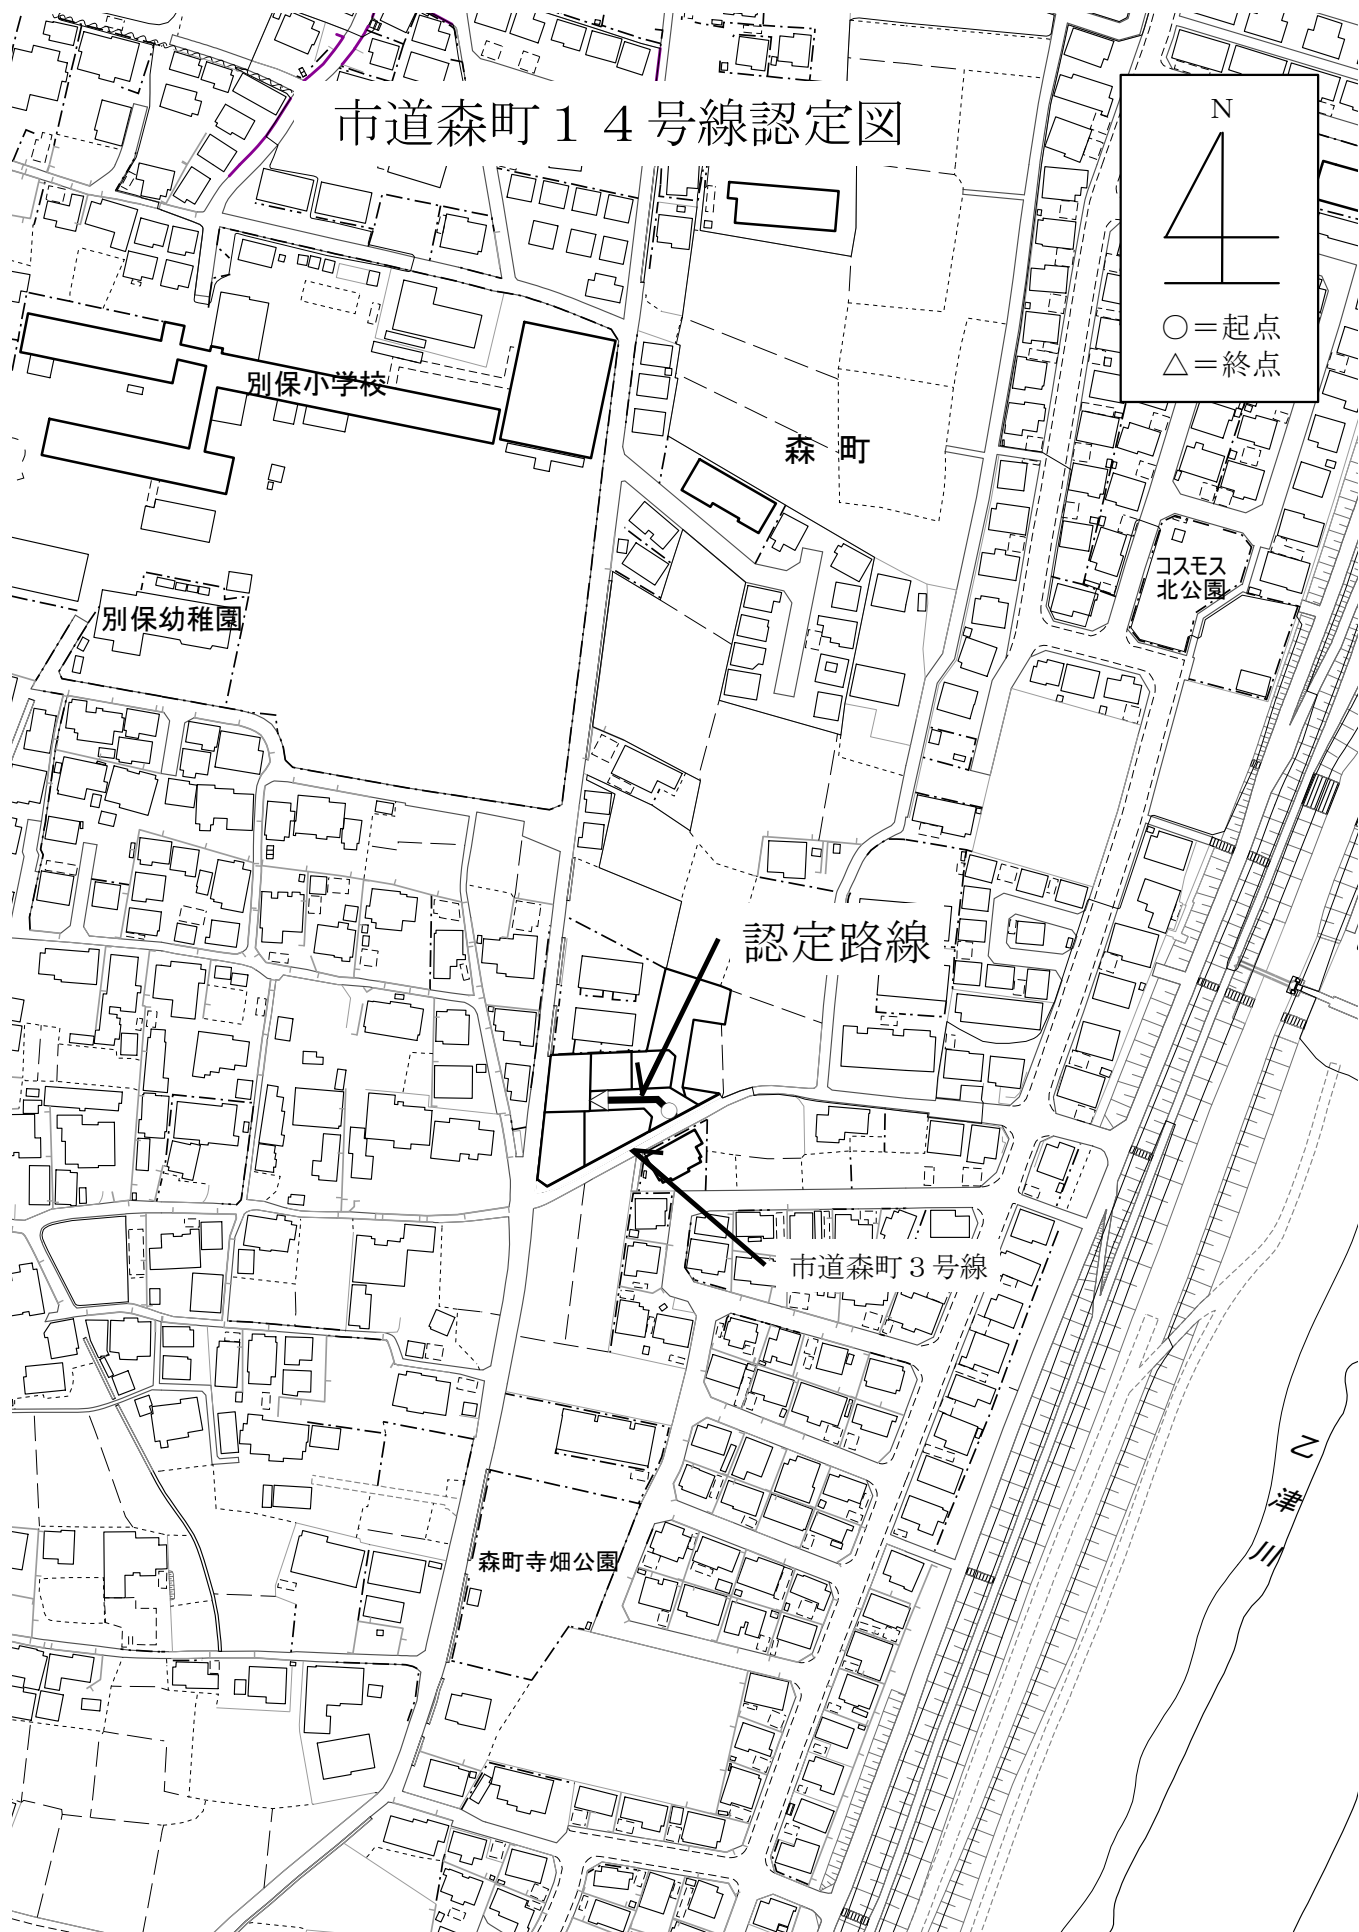 市道森町１４号線認定図
N
○＝起点
△＝終点
別保小学校
森町
コスモス
北公園
別保幼稚園
認定路線
市道森町３号線
乙津川
森町寺畑公園